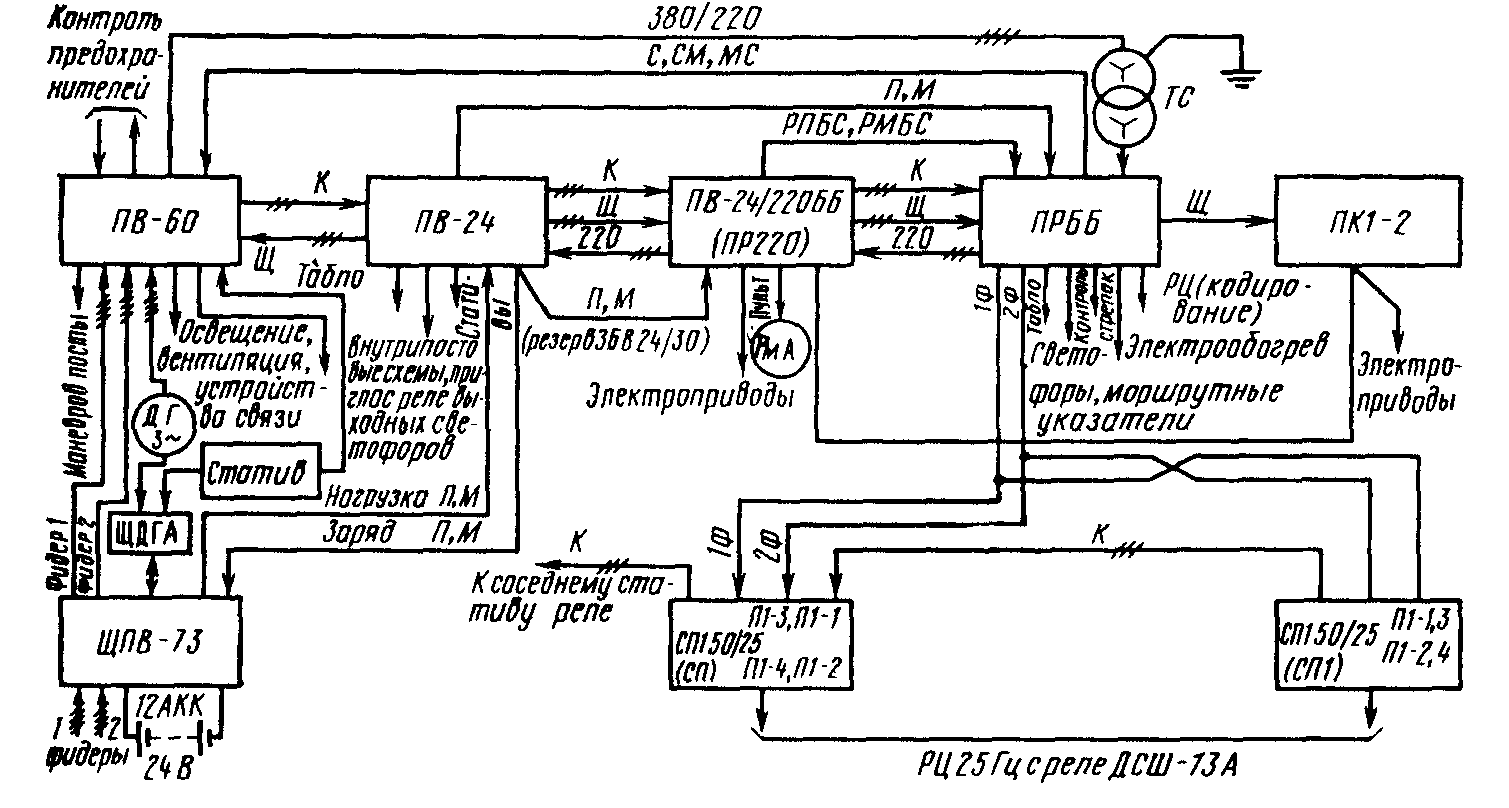 Контроль
предохра-
нителей
380/220
С, СМ, МС
П, М
РПБС, РМБС
ТС
ПВ-60
К
Щ
ПВ-24
К
Щ
220
ПВ-24/220ББ
(ПР220)
К
Щ
220
ПРББ
Щ
ПК1-2
Табло
Маневров посты
Освещение,
вентиляция,
устройст-
ва связи
Внутрипосто
вые схемы, при-
глас реле вы-
ходных све-
тофоров
Стати-
вы
П, М
(резерв ЗБВ 24/30)
Пульт
РМА
Электроприводы
1Ф
2Ф
Табло
Контроль
стрелок
РЦ (кодиро-
вание)
Электрообогрев
Свето-
форы, маршрутные
указатели
Электро-
приводы
ДГ
3~
Статив
ЩДГА
Нагрузка П, М
Заряд П, М
Фидер 1
Фидер 2
ЩПВ-73
12АКК
1 2
фидеры
24 В
К
К соседнему ста-
тиву реле
1Ф
2Ф
К
П1-3, П1-1
СП150/25
(СП) П1-4, П1-2
П1-1,3
СП150/25
П1-2,4
(СП1)
РЦ 25 Гц с реле ДСШ-13А